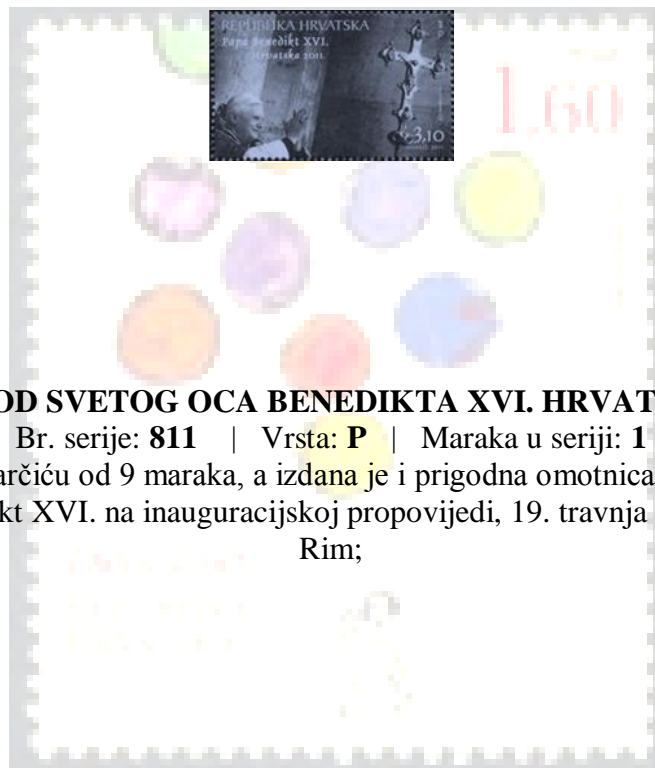 REPUBLIKA HRVATSKA
Papa Benedikt XVI.
Hrvatska 2011.
3,10
1,60
OD SVETOG OCA BENEDIKTA XVI. HRVAT
Br. serije: 811 | Vrsta: P | Maraka u seriji: 1
arčiću od 9 maraka, a izdana je i prigodna omotnica
kt XVI. na inauguracijskoj propovijedi, 19. travnja
Rim;